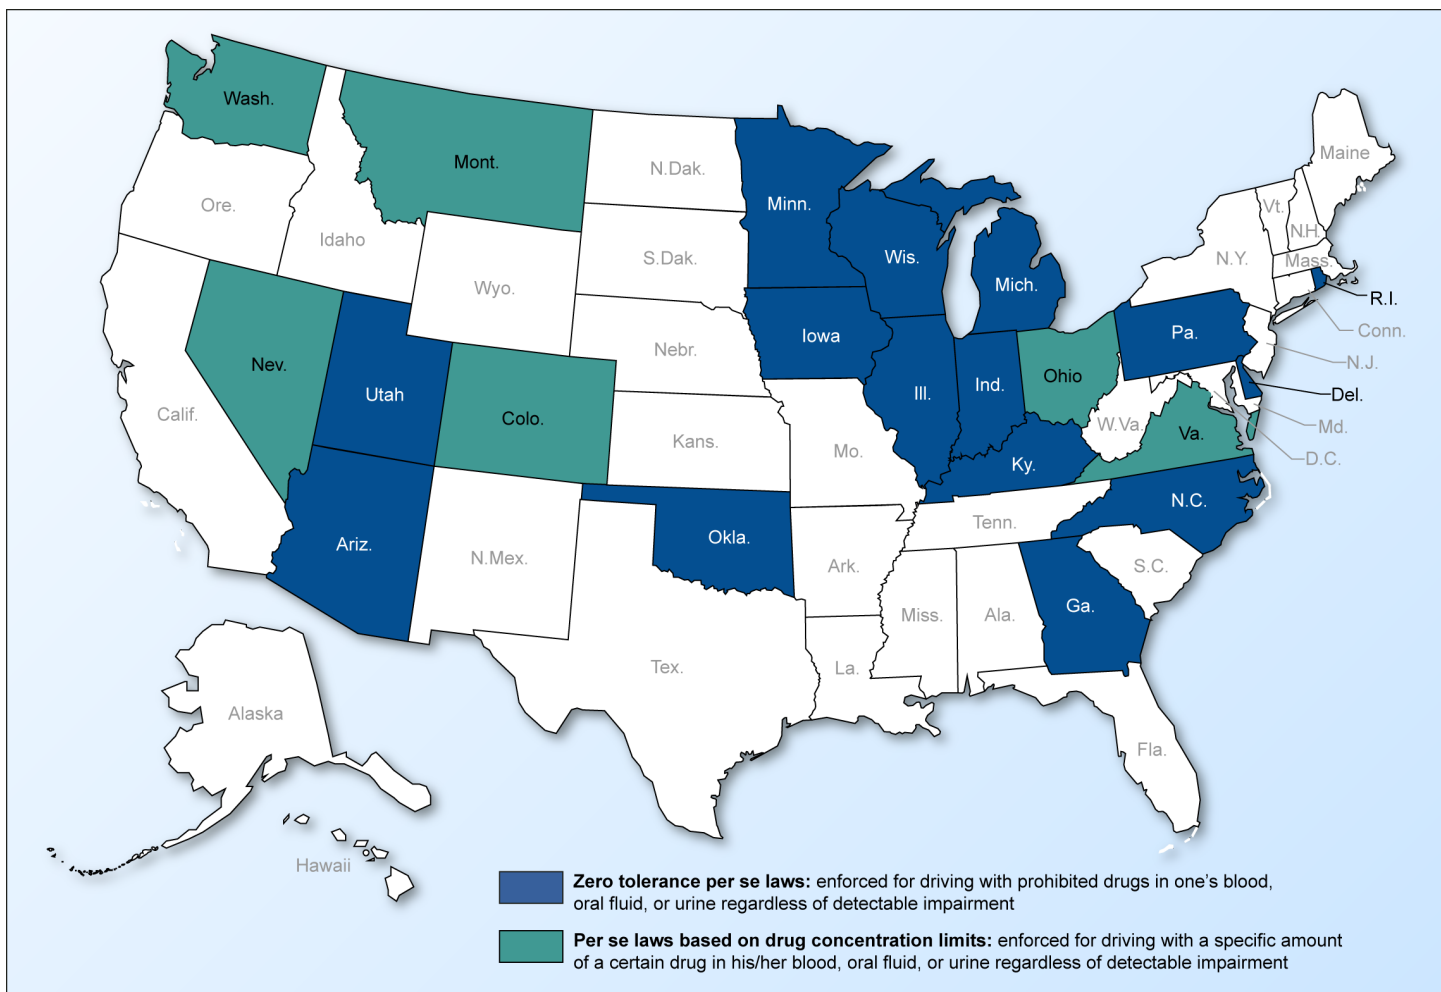 Wash.
Mont.
N.Dak.
Minn.
Maine
Ore.
Idaho
S.Dak.
Wis.
Mich.
Vt.
N.H.
N.Y.
Mass.
Wyo.
R.I.
Conn.
Iowa
Pa.
N.J.
Nebr.
Nev.
Utah
Ill.
Ind.
Ohio
Del.
Calif.
Colo.
Kans.
Mo.
W.Va.
Va.
Md.
D.C.
Ky.
N.C.
Ariz.
N.Mex.
Okla.
Ark.
Tenn.
S.C.
Miss.
Ala.
Ga.
Tex.
La.
Alaska
Fla.
Hawaii
Zero tolerance per se laws: enforced for driving with prohibited drugs in one’s blood,
oral fluid, or urine regardless of detectable impairment
Per se laws based on drug concentration limits: enforced for driving with a specific amount
of a certain drug in his/her blood, oral fluid, or urine regardless of detectable impairment